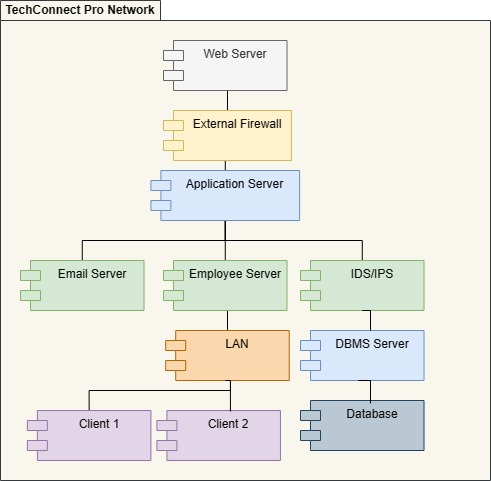 TechConnect Pro Network
Web Server
External Firewall
Application Server
Email Server
Employee Server
IDS/IPS
LAN
DBMS Server
Client 1
Client 2
Database